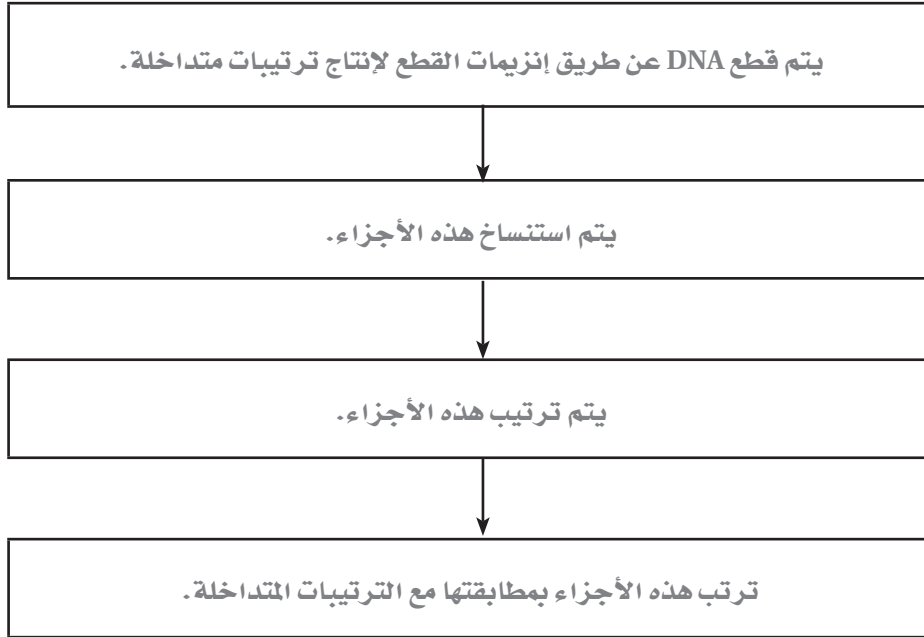 يتم قطع DNA عن طريق إنزيمات القطع لإنتاج ترتيبات متداخلة.
يتم استنساخ هذه الأجزاء.
يتم ترتيب هذه الأجزاء.
ترتب هذه الأجزاء بمطابقتها مع الترتيبات المتداخلة.